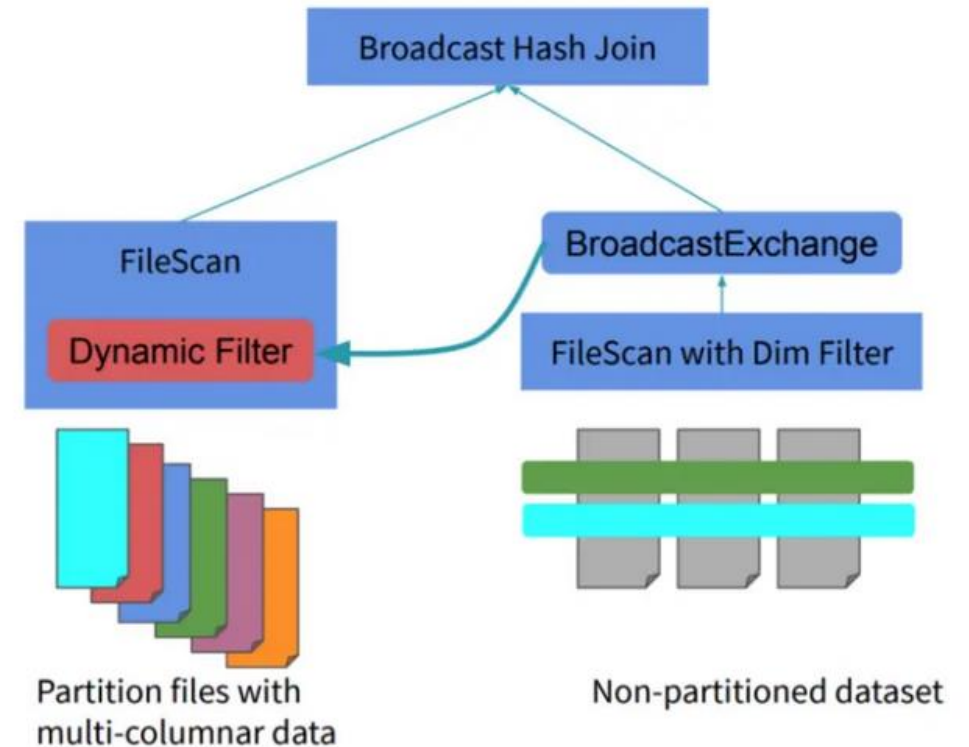 Broadcast Hash Join
FileScan
BroadcastExchange
Dynamic Filter
FileScan with Dim Filter
Partition files with
multi-columnar data
Non-partitioned dataset